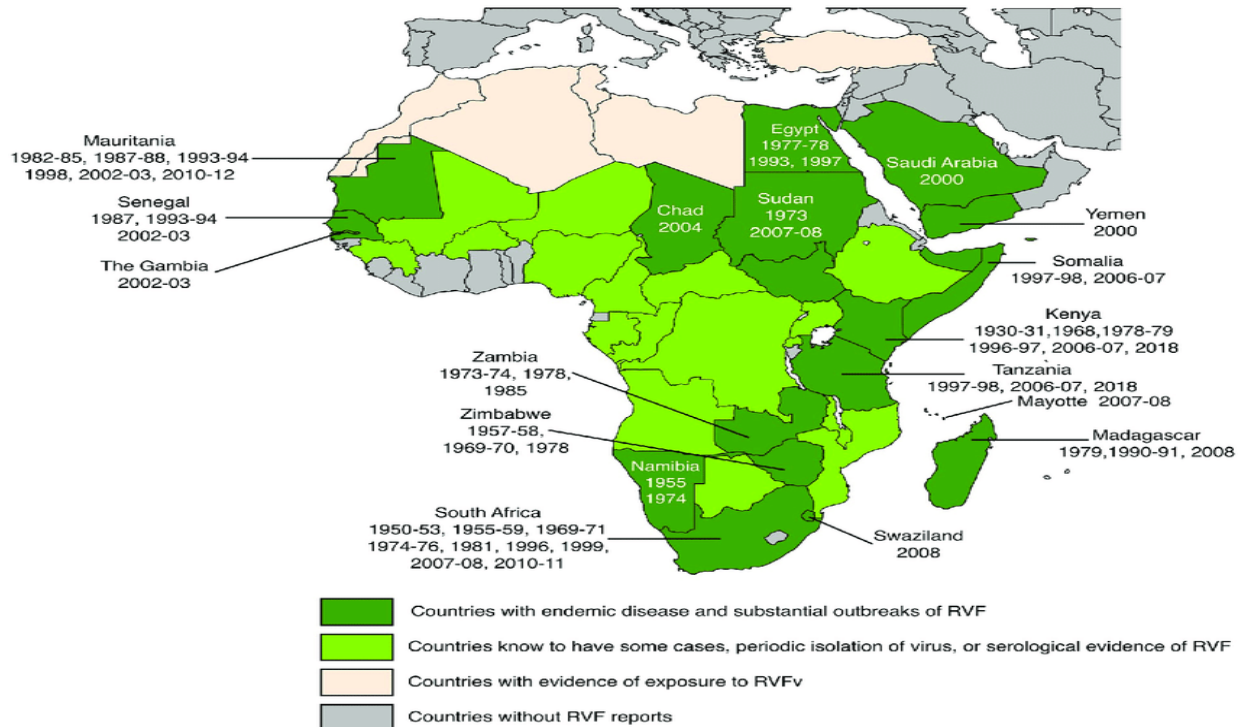 Mauritania
1982-85, 1987-88, 1993-94
1998, 2002-03, 2010-12
Senegal
1987, 1993-94
2002-03
The Gambia
2002-03
Egypt
1977-78
1993, 1997
Saudi Arabia
2000
Chad
2004
Sudan
1973
2007-08
Yemen
2000
Somalia
1997-98, 2006-07
Kenya
1930-31,1968,1978-79
1996-97, 2006-07, 2018
Tanzania
1997-98, 2006-07, 2018
Mayotte 2007-08
Madagascar
1979,1990-91, 2008
Zambia
1973-74, 1978,
1985
Zimbabwe
1957-58,
1969-70, 1978
Namibia
1955
1974
South Africa
1950-53, 1955-59, 1969-71
1974-76, 1981, 1996, 1999,
2007-08, 2010-11
Swaziland
2008
Countries with endemic disease and substantial outbreaks of RVF
Countries know to have some cases, periodic isolation of virus, or serological evidence of RVF
Countries with evidence of exposure to RVFv
Countries without RVF reports